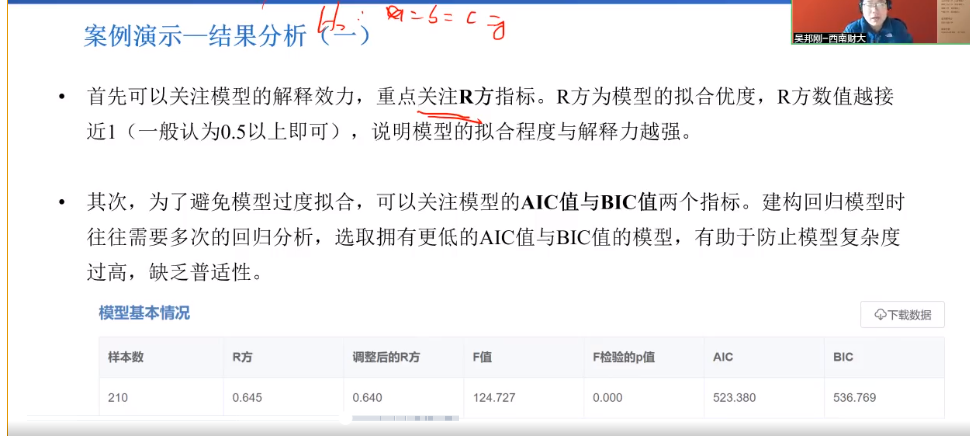 H₀: a=b=c=g
吴邦刚–西南财大
案例演示—结果分析（一）
• 首先可以关注模型的解释效力，重点关注R方指标。R方为模型的拟合优度，R方数值越接
近1（一般认为0.5以上即可），说明模型的拟合程度与解释力越强。
• 其次，为了避免模型过度拟合，可以关注模型的AIC值与BIC值两个指标。建构回归模型时
往往需要多次的回归分析，选取拥有更低的AIC值与BIC值的模型，有助于防止模型复杂度
过高，缺乏普适性。
模型基本情况 下载数据
样本数 R方 调整后的R方 F值 F检验的p值 AIC BIC
210 0.645 0.640 124.727 0.000 523.380 536.769